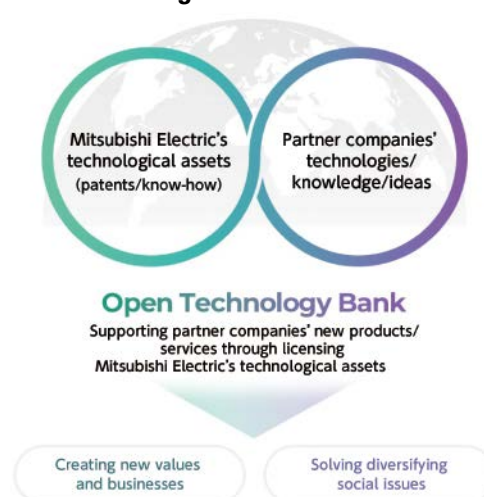 Mitsubishi Electric's
technological assets
(patents/know-how)
Partner companies'
technologies/
knowledge/ideas
Open Technology Bank
Supporting partner companies' new products/
services through licensing
Mitsubishi Electric's technological assets
Creating new values
and businesses
Solving diversifying
social issues